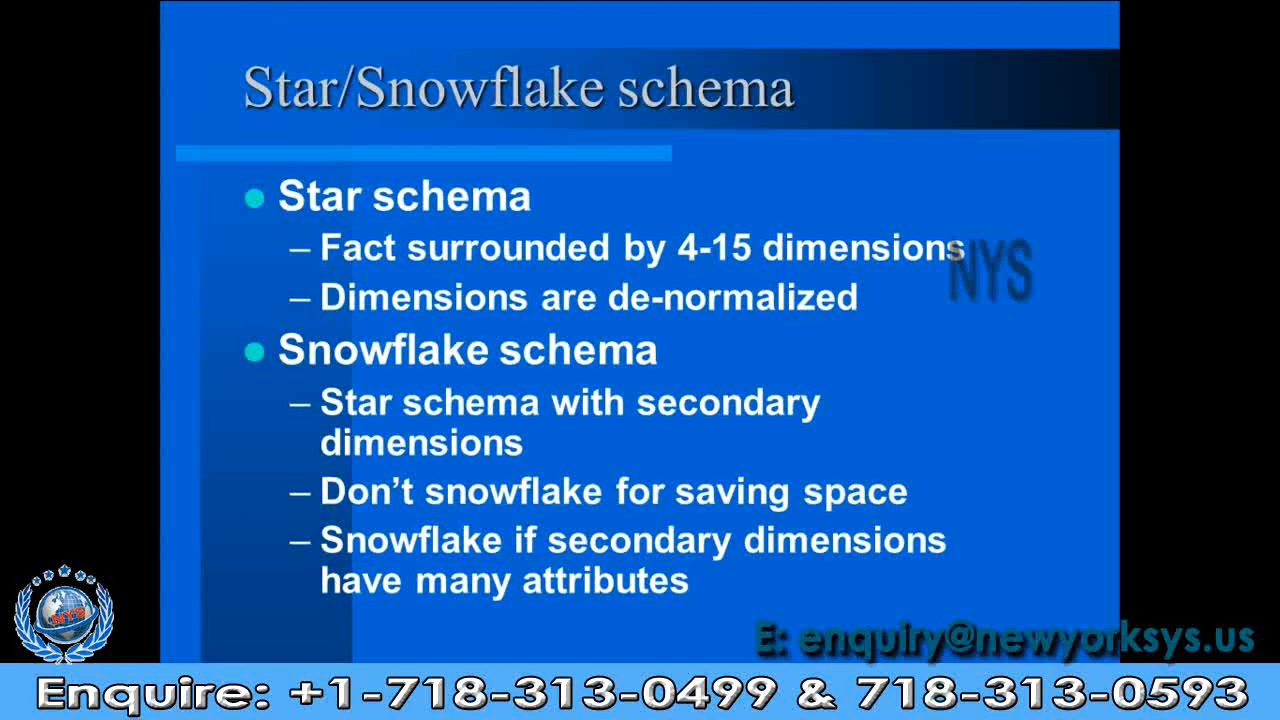 Star/Snowflake schema
Star schema
– Fact surrounded by 4-15 dimensions
NYS
– Dimensions are de-normalized
Snowflake schema
– Star schema with secondary
dimensions
– Don’t snowflake for saving space
– Snowflake if secondary dimensions
have many attributes
NYS
E: enquiry@newyorksys.us
Enquire: +1-718-313-0499 & 718-313-0593